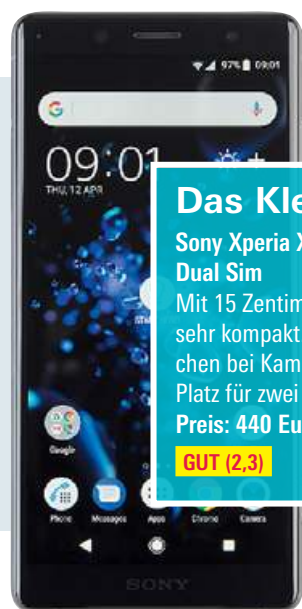 97% 09:01
G
09:01
THU, 12 APR
Das Kle
Sony Xperia X
Dual Sim
Mit 15 Zentim
sehr kompakt
chen bei Kam
Platz für zwei
Preis: 440 Eu
GUT (2,3)
Google
Phone Messages Apps Chrome Camera
SONY